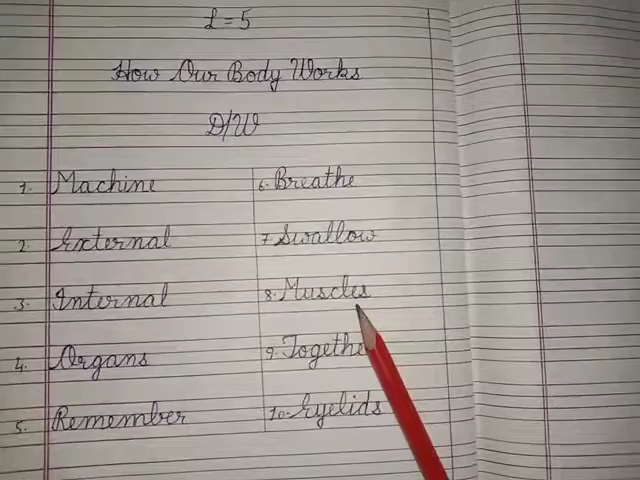 L=5
How Our Body Works
D/W
1. Machine
2. External
3. Internal
4. Organs
5. Remember
6. Breathe
7. Swallow
8. Muscles
9. Togethe
10. Eyelids